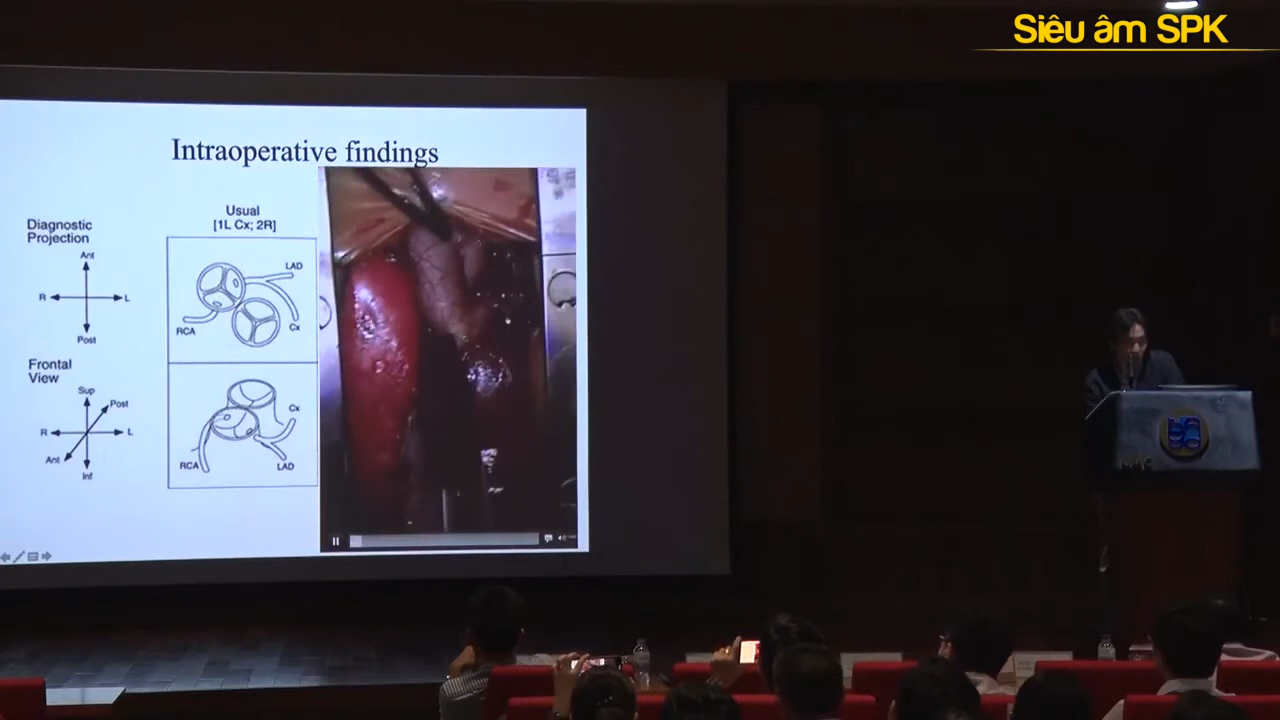 Siêu âm SPK
Intraoperative findings
Diagnostic
Projection
Ant
R
L
Post
Frontal
View
Sup
Post
R
L
Ant
Inf
Usual
[1L Cx; 2R]
LAD
RCA
Cx
Cx
RCA
LAD